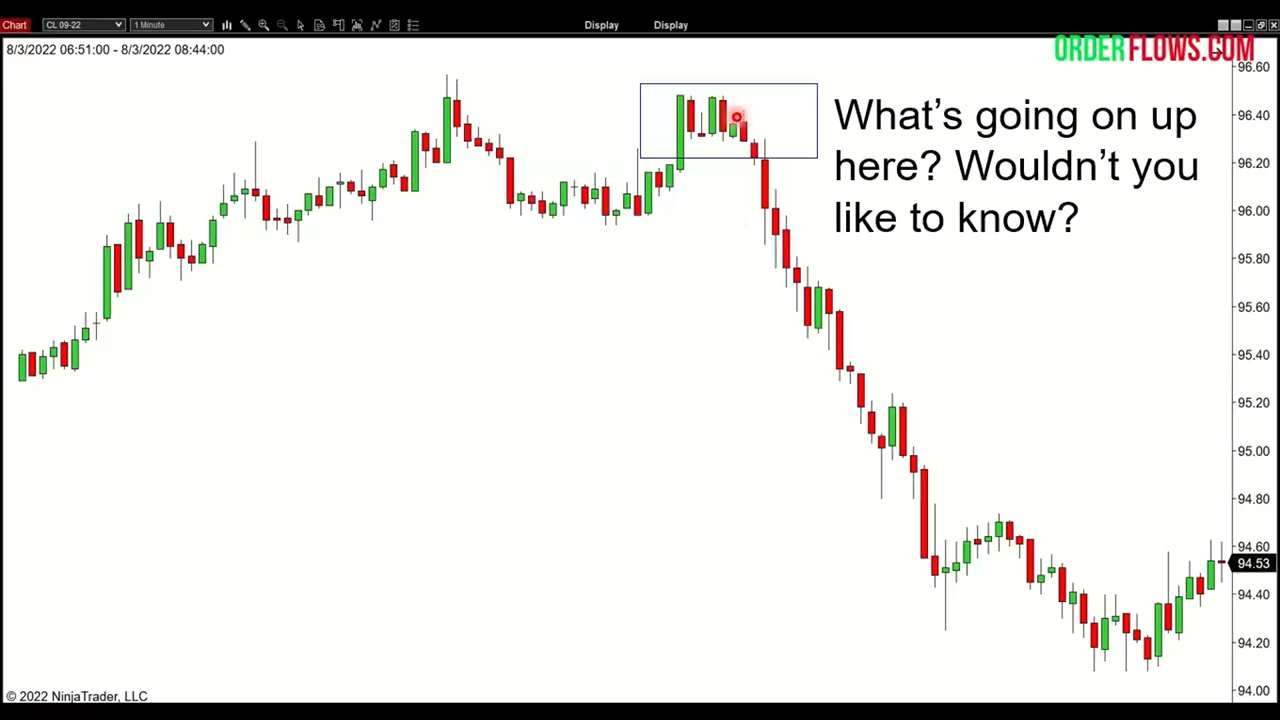 Chart
CL 09-22
1 Minute
Display
Display
8/3/2022 06:51:00 - 8/3/2022 08:44:00
ORDERFLOWS.COM
What's going on up
here? Wouldn't you
like to know?
96.60
96.40
96.20
96.00
95.80
95.60
95.40
95.20
95.00
94.80
94.60
94.53
94.40
94.20
94.00
© 2022 NinjaTrader, LLC